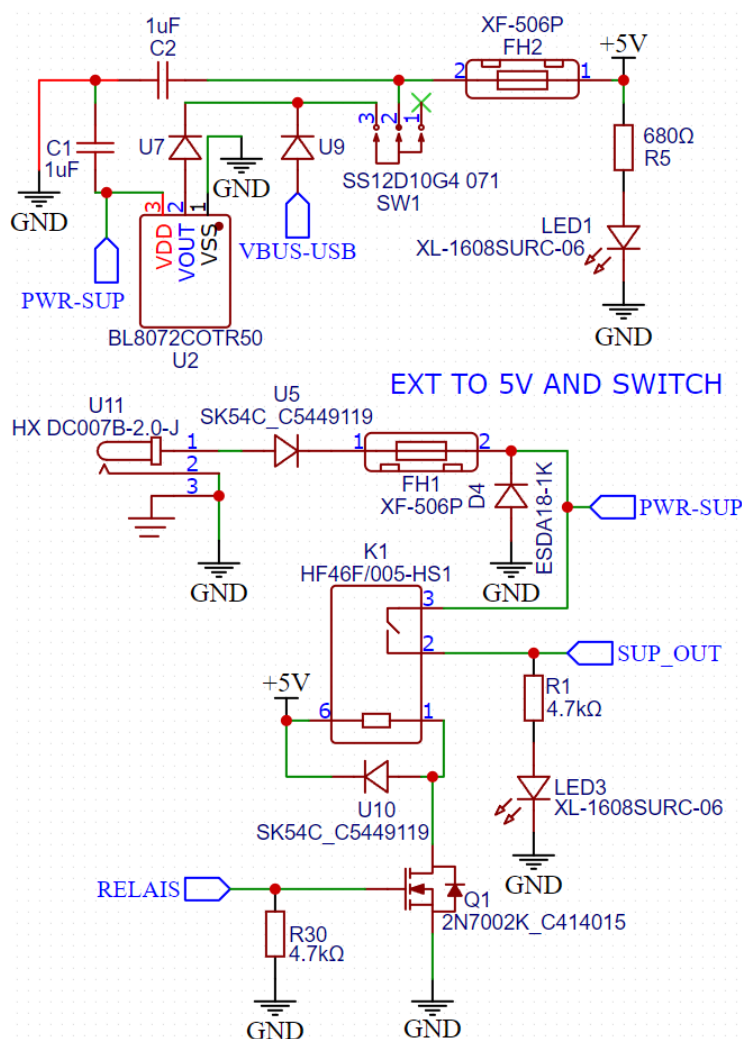 1uF
C2
XF-506P
FH2
+5V
2
1
C1
1uF
U7
U9
3
2
1
680Ω
R5
GND
GND
SS12D10G4 071
SW1
LED1
XL-1608SURC-06
3
2
1
VDD
VOUT
VSS
PWR-SUP
VBUS-USB
GND
BL8072COTR50
U2
EXT TO 5V AND SWITCH
U11
HX DC007B-2.0-J
U5
SK54C_C5449119
1
2
3
1
2
FH1
XF-506P
D4
ESDA18-1K
PWR-SUP
GND
GND
K1
HF46F/005-HS1
3
2
SUP_OUT
+5V
6
1
R1
4.7kΩ
U10
SK54C_C5449119
LED3
XL-1608SURC-06
GND
RELAIS
Q1
2N7002K_C414015
R30
4.7kΩ
GND
GND